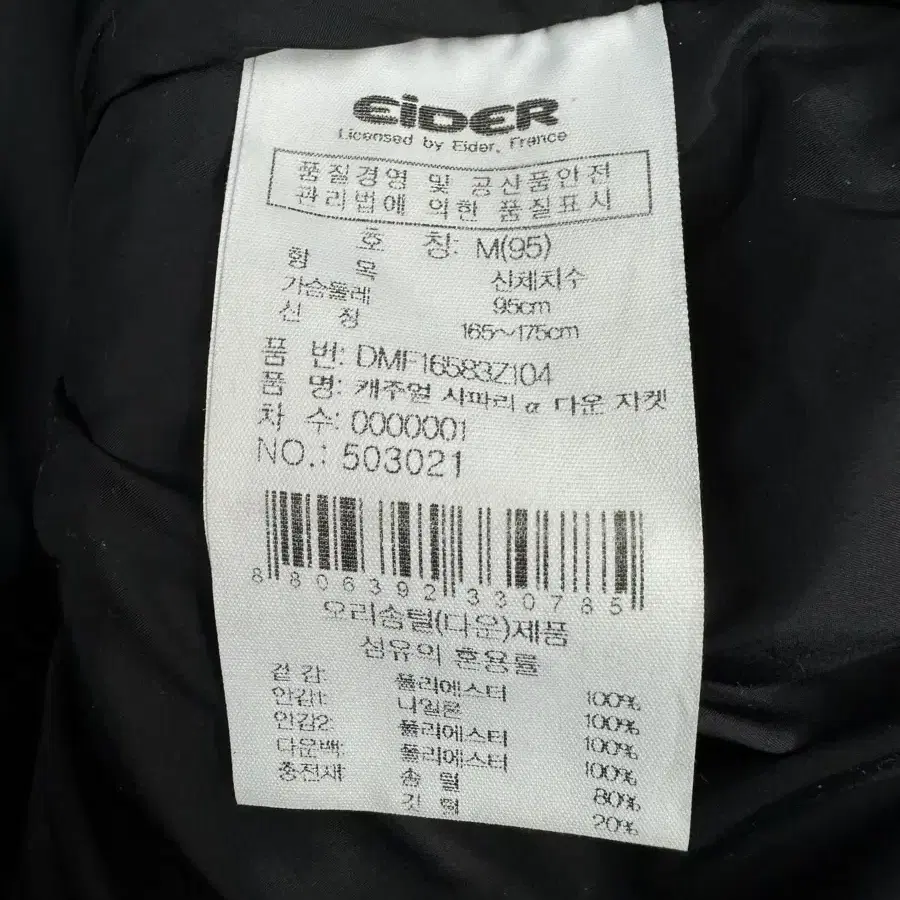 EiDER
Licensed by Eider, France
품질경영 및 공산품안전
관리법에 의한 품질표시
호 칭: M(95)
항 목 신체치수
가슴둘레 95cm
신 장 165~175cm
품 번: DMF16583Z104
품 명: 캐주얼 사파리 α 다운 자켓
차 수: 0000001
NO.: 503021
8806392330785
오리솜털(다운)제품
섬유의 혼용률
겉감: 폴리에스터 100%
안감1: 나일론 100%
안감2: 폴리에스터 100%
다운백: 폴리에스터 100%
충전재: 솜 털 80%
깃 털 20%